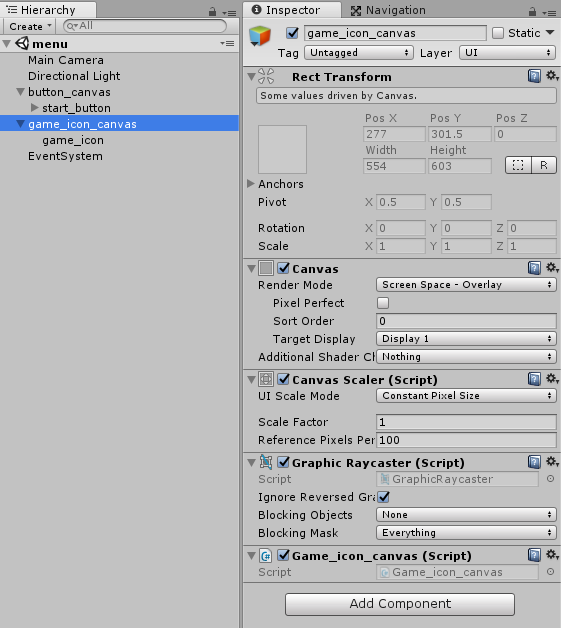 Hierarchy
Create
All
menu
Main Camera
Directional Light
button_canvas
start_button
game_icon_canvas
game_icon
EventSystem
Inspector
Navigation
game_icon_canvas
Static
Tag
Untagged
Layer
UI
Rect Transform
Some values driven by Canvas.
Pos X
Pos Y
Pos Z
277
301.5
0
Width
Height
554
603
R
Anchors
Pivot
X 0.5
Y 0.5
Rotation
X 0
Y 0
Z 0
Scale
X 1
Y 1
Z 1
Canvas
Render Mode
Screen Space - Overlay
Pixel Perfect
Sort Order
0
Target Display
Display 1
Additional Shader Ch
Nothing
Canvas Scaler (Script)
UI Scale Mode
Constant Pixel Size
Scale Factor
1
Reference Pixels Per
100
Graphic Raycaster (Script)
Script
GraphicRaycaster
Ignore Reversed Gra
Blocking Objects
None
Blocking Mask
Everything
C#
Game_icon_canvas (Script)
Script
Game_icon_canvas
Add Component